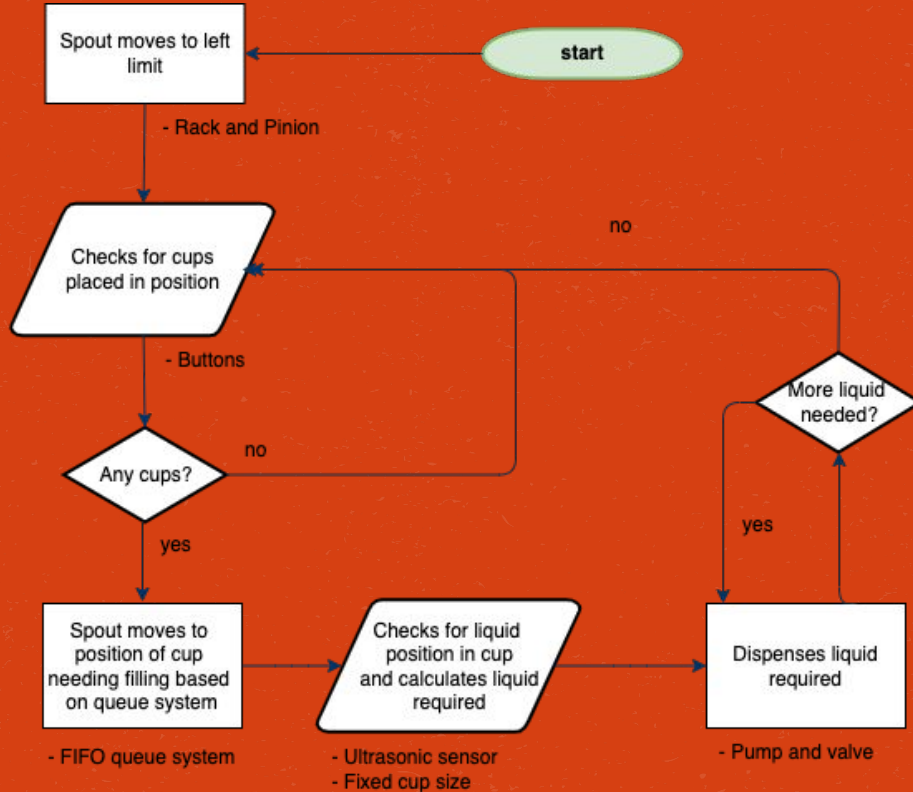 Spout moves to left
limit
start
- Rack and Pinion
Checks for cups
placed in position
no
- Buttons
More liquid
needed?
Any cups?
no
yes
yes
Spout moves to
position of cup
needing filling based
on queue system
Checks for liquid
position in cup
and calculates liquid
required
Dispenses liquid
required
- FIFO queue system
- Ultrasonic sensor
- Fixed cup size
- Pump and valve